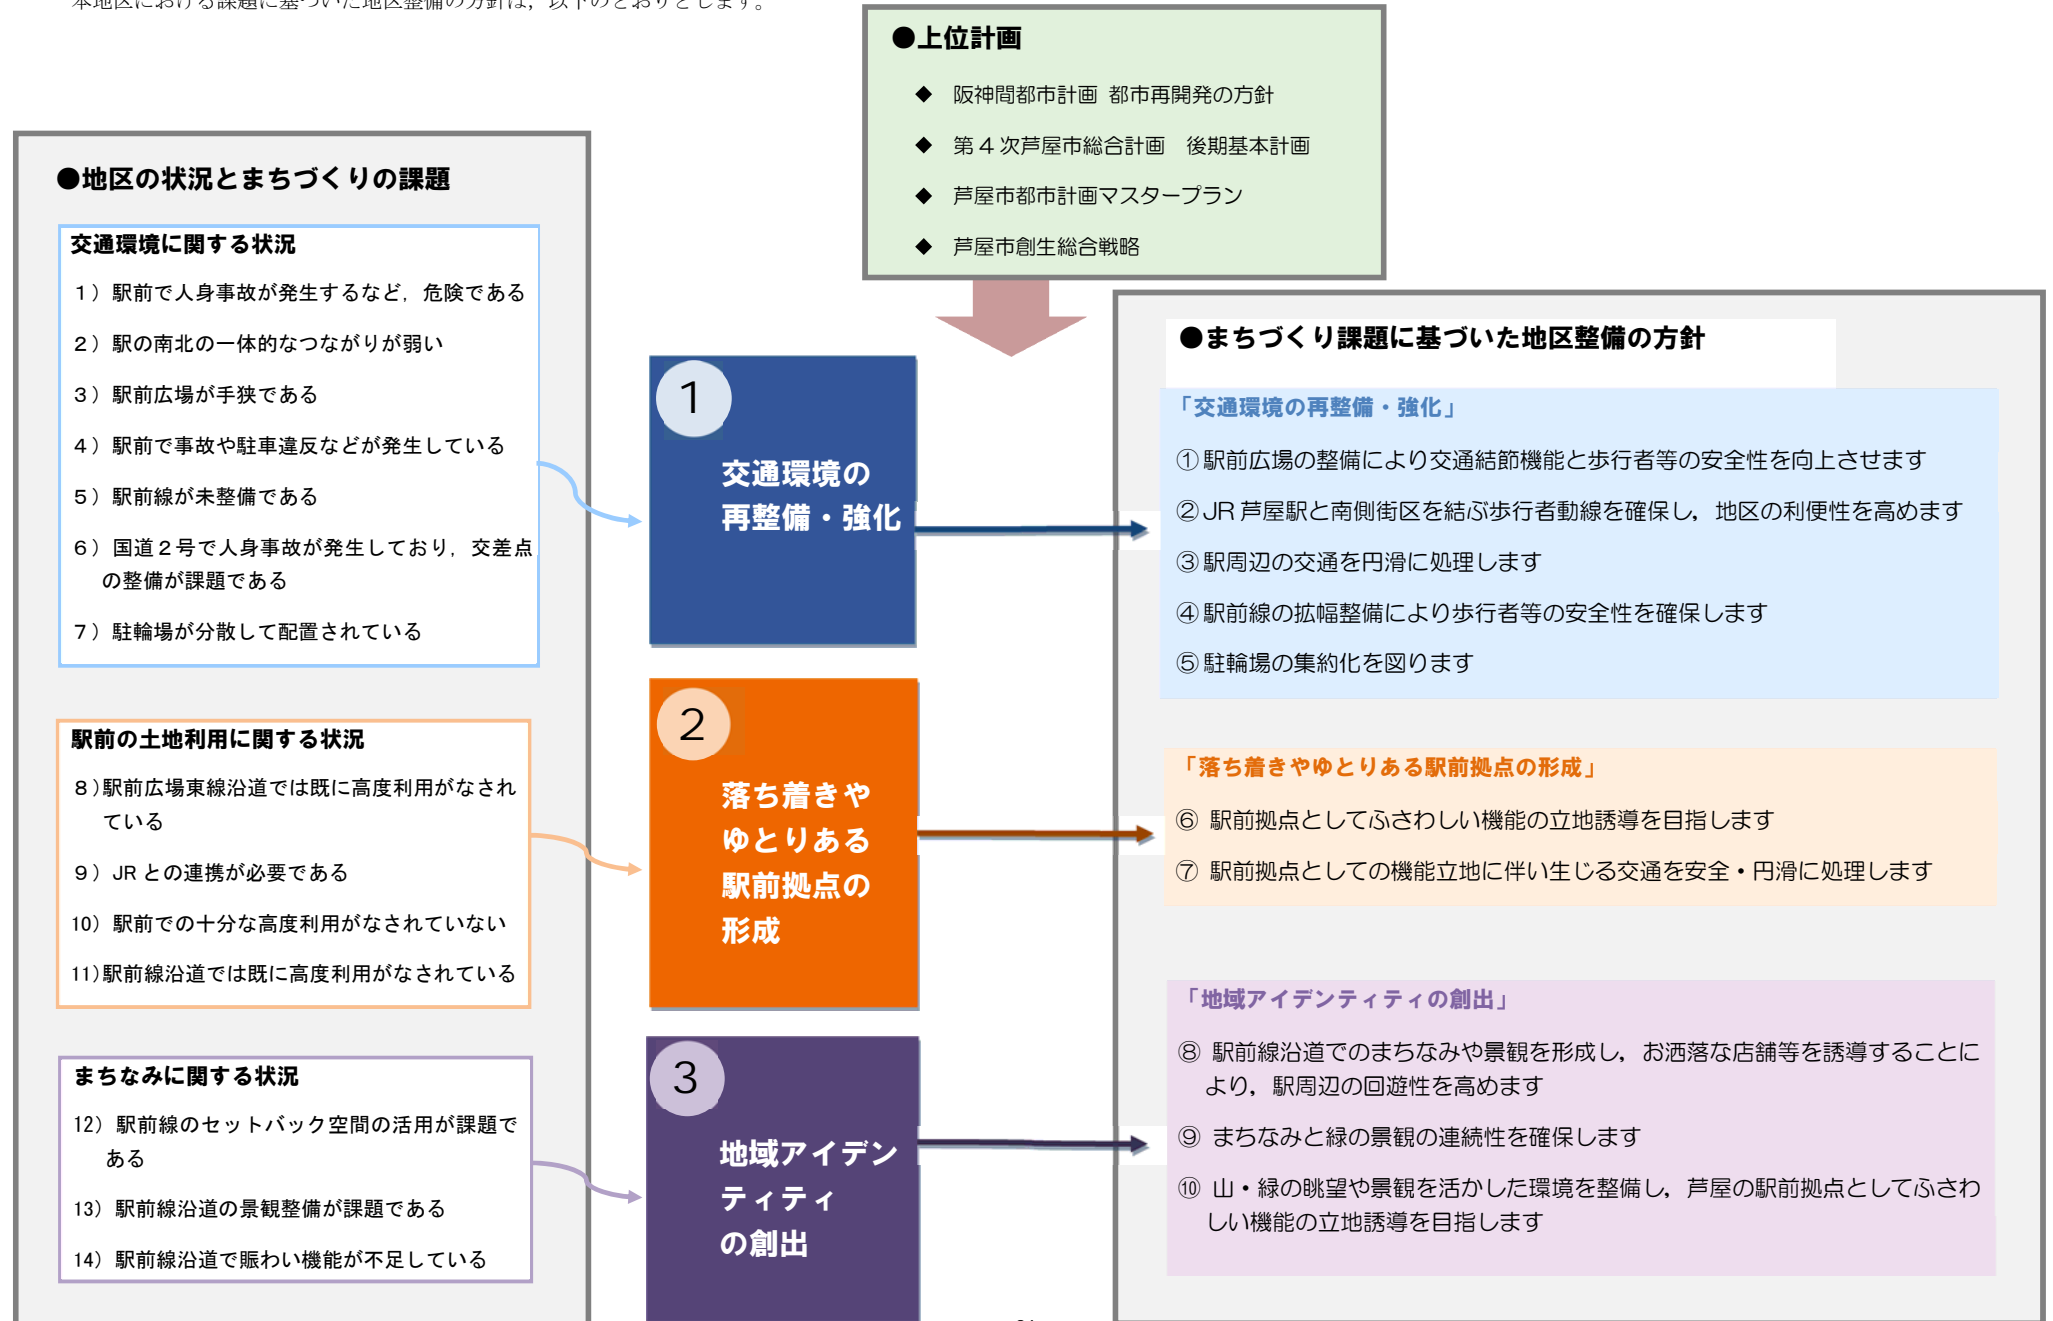 本地区における課題に基づいた地区整備の方針は，以下のとおりとします。
●上位計画
◆ 阪神間都市計画 都市再開発の方針
◆ 第４次芦屋市総合計画　後期基本計画
◆ 芦屋市都市計画マスタープラン
◆ 芦屋市創生総合戦略
●地区の状況とまちづくりの課題
交通環境に関する状況
１）駅前で人身事故が発生するなど，危険である
２）駅の南北の一体的なつながりが弱い
３）駅前広場が手狭である
４）駅前で事故や駐車違反などが発生している
５）駅前線が未整備である
６）国道２号で人身事故が発生しており，交差点
の整備が課題である
７）駐輪場が分散して配置されている
駅前の土地利用に関する状況
８）駅前広場東線沿道では既に高度利用がなされ
ている
９）JR との連携が必要である
10）駅前での十分な高度利用がなされていない
11）駅前線沿道では既に高度利用がなされている
まちなみに関する状況
12）駅前線のセットバック空間の活用が課題で
ある
13）駅前線沿道の景観整備が課題である
14）駅前線沿道で賑わい機能が不足している
1
交通環境の
再整備・強化
2
落ち着きや
ゆとりある
駅前拠点の
形成
3
地域アイデン
ティティ
の創出
●まちづくり課題に基づいた地区整備の方針
「交通環境の再整備・強化」
①駅前広場の整備により交通結節機能と歩行者等の安全性を向上させます
②JR 芦屋駅と南側街区を結ぶ歩行者動線を確保し，地区の利便性を高めます
③駅周辺の交通を円滑に処理します
④駅前線の拡幅整備により歩行者等の安全性を確保します
⑤駐輪場の集約化を図ります
「落ち着きやゆとりある駅前拠点の形成」
⑥ 駅前拠点としてふさわしい機能の立地誘導を目指します
⑦ 駅前拠点としての機能立地に伴い生じる交通を安全・円滑に処理します
「地域アイデンティティの創出」
⑧ 駅前線沿道でのまちなみや景観を形成し，お洒落な店舗等を誘導することに
より，駅周辺の回遊性を高めます
⑨ まちなみと緑の景観の連続性を確保します
⑩ 山・緑の眺望や景観を活かした環境を整備し，芦屋の駅前拠点としてふさわ
しい機能の立地誘導を目指します